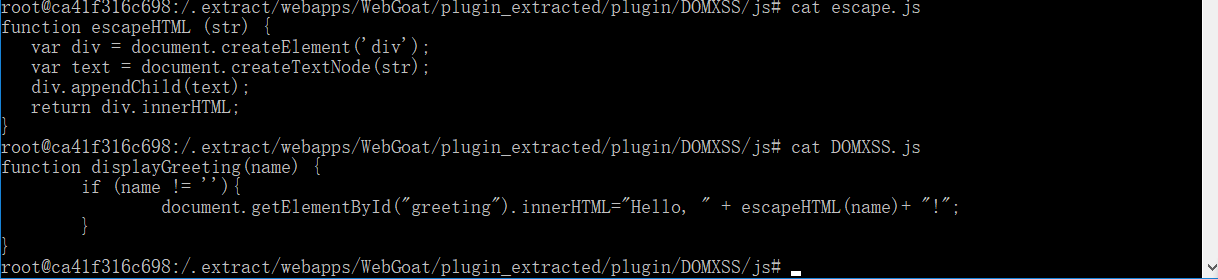 root@ca41f316c698:/.extract/webapps/WebGoat/plugin_extracted/plugin/DOMXSS/js# cat escape.js
function escapeHTML (str) {
   var div = document.createElement('div');
   var text = document.createTextNode(str);
   div.appendChild(text);
   return div.innerHTML;
}
root@ca41f316c698:/.extract/webapps/WebGoat/plugin_extracted/plugin/DOMXSS/js# cat DOMXSS.js
function displayGreeting(name) {
        if (name != ''){
                document.getElementById("greeting").innerHTML="Hello, " + escapeHTML(name)+ "!";
        }
}
root@ca41f316c698:/.extract/webapps/WebGoat/plugin_extracted/plugin/DOMXSS/js#